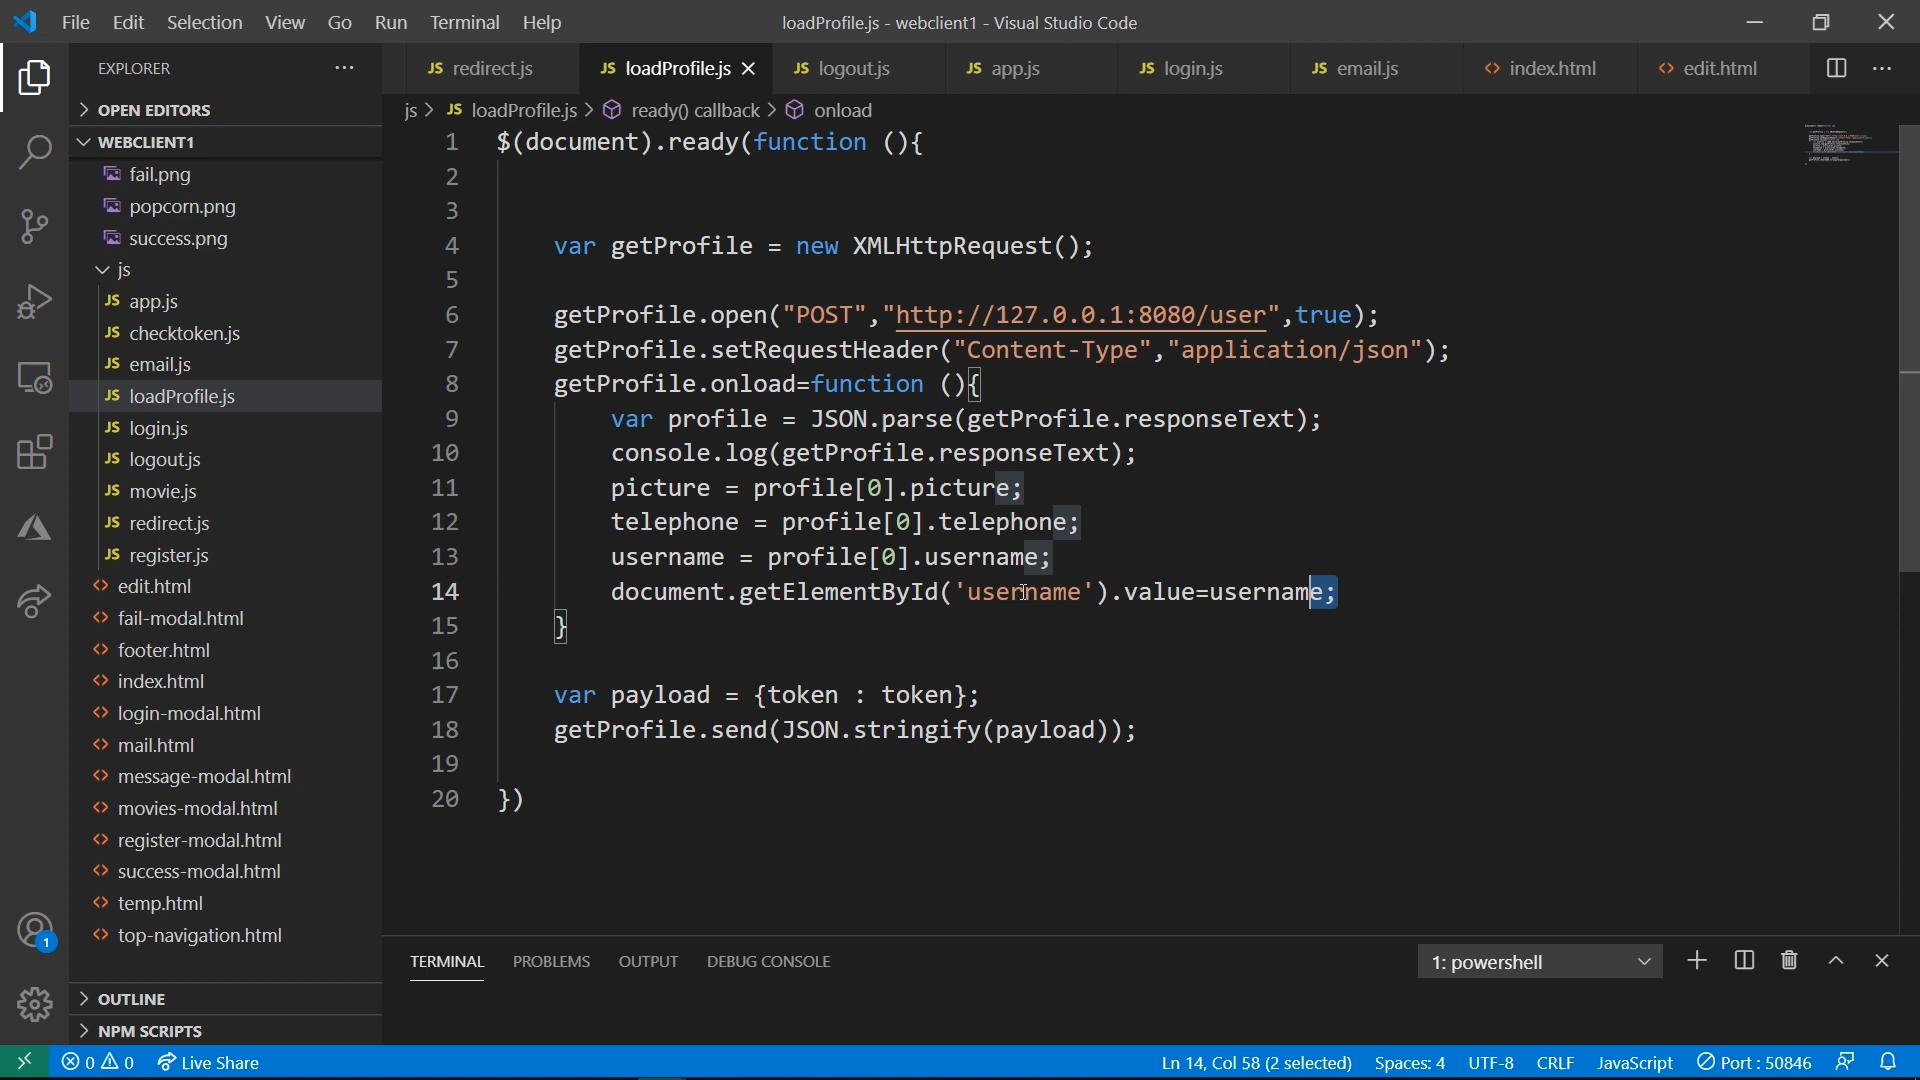 File Edit Selection View Go Run Terminal Help
loadProfile.js - webclient1 - Visual Studio Code
EXPLORER
OPEN EDITORS
WEBCLIENT1
fail.png
popcorn.png
success.png
js
JS app.js
JS checktoken.js
JS email.js
JS loadProfile.js
JS login.js
JS logout.js
JS movie.js
JS redirect.js
JS register.js
edit.html
fail-modal.html
footer.html
index.html
login-modal.html
mail.html
message-modal.html
movies-modal.html
register-modal.html
success-modal.html
temp.html
top-navigation.html
OUTLINE
NPM SCRIPTS
1
JS redirect.js JS loadProfile.js JS logout.js JS app.js JS login.js JS email.js index.html edit.html
js > JS loadProfile.js > ready() callback > onload
1 $(document).ready(function (){
2
3
4 var getProfile = new XMLHttpRequest();
5
6 getProfile.open("POST","http://127.0.0.1:8080/user",true);
7 getProfile.setRequestHeader("Content-Type","application/json");
8 getProfile.onload=function (){
9 var profile = JSON.parse(getProfile.responseText);
10 console.log(getProfile.responseText);
11 picture = profile[0].picture;
12 telephone = profile[0].telephone;
13 username = profile[0].username;
14 document.getElementById('username').value=username;
15 }
16
17 var payload = {token : token};
18 getProfile.send(JSON.stringify(payload));
19
20 })
TERMINAL PROBLEMS OUTPUT DEBUG CONSOLE
1: powershell
0 0 Live Share
Ln 14, Col 58 (2 selected) Spaces: 4 UTF-8 CRLF JavaScript Port : 50846